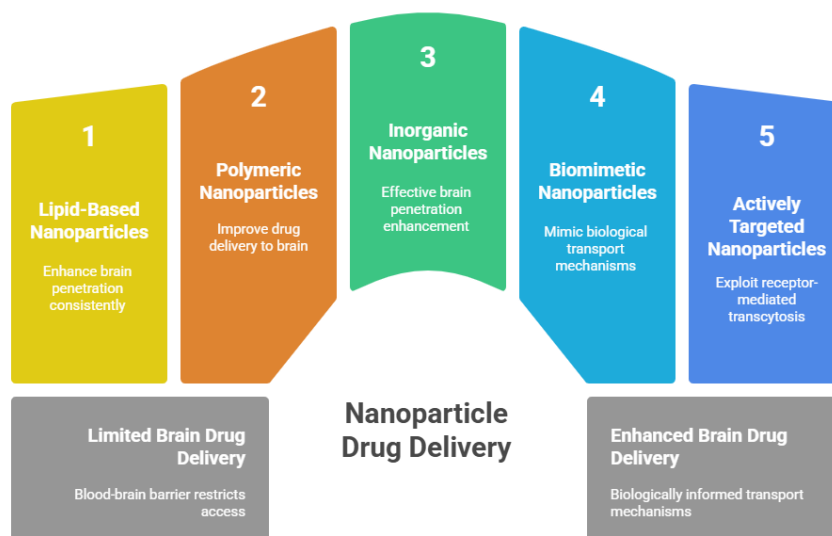 1
Lipid-Based
Nanoparticles
Enhance brain
penetration
consistently
2
Polymeric
Nanoparticles
Improve drug
delivery to brain
3
Inorganic
Nanoparticles
Effective brain
penetration
enhancement
4
Biomimetic
Nanoparticles
Mimic biological
transport
mechanisms
5
Actively
Targeted
Nanoparticles
Exploit receptor-
mediated
transcytosis
Limited Brain Drug
Delivery
Blood-brain barrier restricts
access
Nanoparticle
Drug Delivery
Enhanced Brain Drug
Delivery
Biologically informed transport
mechanisms